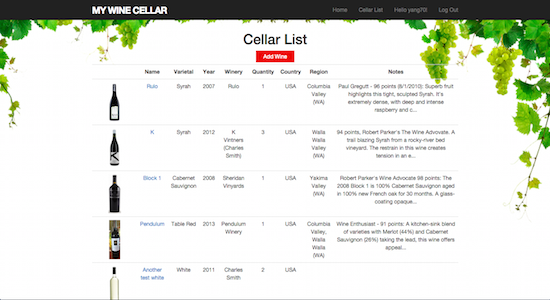 MY WINE CELLAR
Home Cellar List Hello yang70! Log Out
Cellar List
Add Wine
Name Varietal Year Winery Quantity Country Region Notes
Rulo Syrah 2007 Rulo 1 USA Columbia Valley (WA) Paul Gregutt - 96 points (8/1/2010): Superb fruit
highlights this tight, sculpted Syrah. It's
extremely dense, with deep and intense
raspberry and c...
K Syrah 2012 K Vintners (Charles Smith) 3 USA Walla Walla Valley (WA) 94 points, Robert Parker's The Wine Advocate. A
trail blazing Syrah from a rocky-river bed
vineyard. The restrain in this wine creates
tension in an e...
Block 1 Cabernet Sauvignon 2008 Sheridan Vinyards 1 USA Yakima Valley (WA) Robert Parker's Wine Advocate 98 points: The
2008 Block 1 is 100% Cabernet Sauvignon aged
in 100% new French oak for 30 months. A
glass-coating opaque...
Pendulum Table Red 2013 Pendulum Winery 1 USA Columbia Valley, Walla Walla (WA) Wine Enthusiast - 91 points: A kitchen-sink blend
of varieties with Merlot (44%) and Cabernet
Sauvignon (26%) taking the lead, this wine offers
appeal...
Another test white White 2011 Charles Smith 2 USA